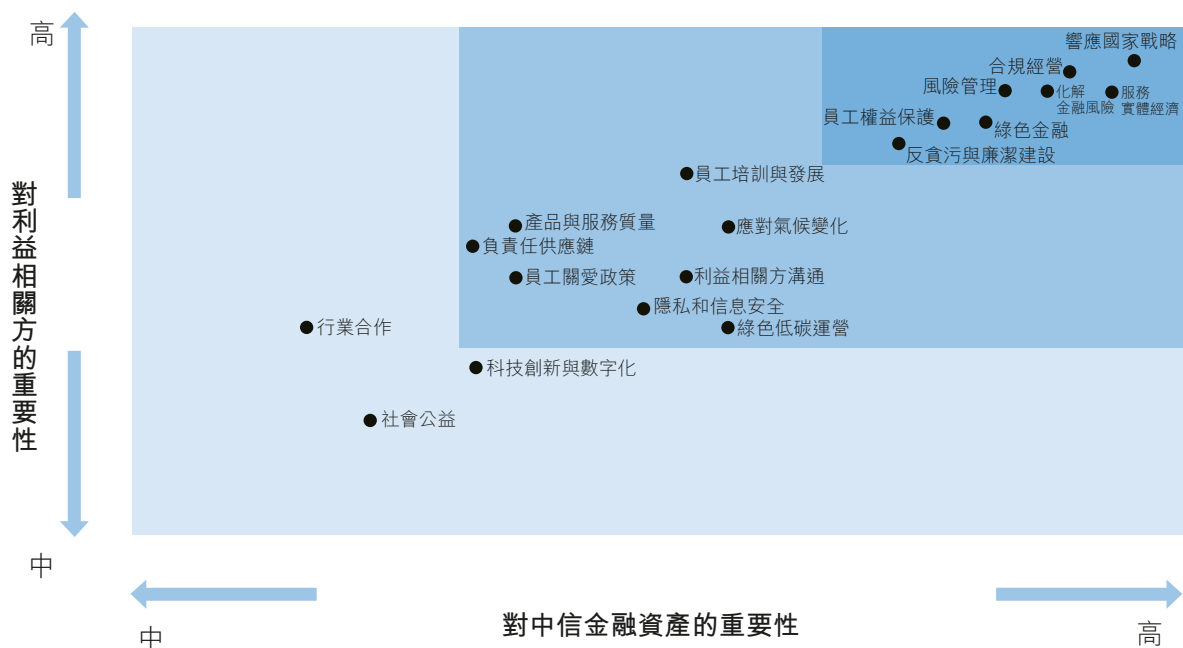 高
響應國家戰略
合規經營
風險管理
化解
金融風險
服務
實體經濟
員工權益保護
綠色金融
反貪污與廉潔建設
員工培訓與發展
產品與服務質量
應對氣候變化
負責任供應鏈
員工關愛政策
利益相關方溝通
隱私和信息安全
綠色低碳運營
行業合作
科技創新與數字化
社會公益
對利益相關方的重要性
中
對中信金融資產的重要性
中
高